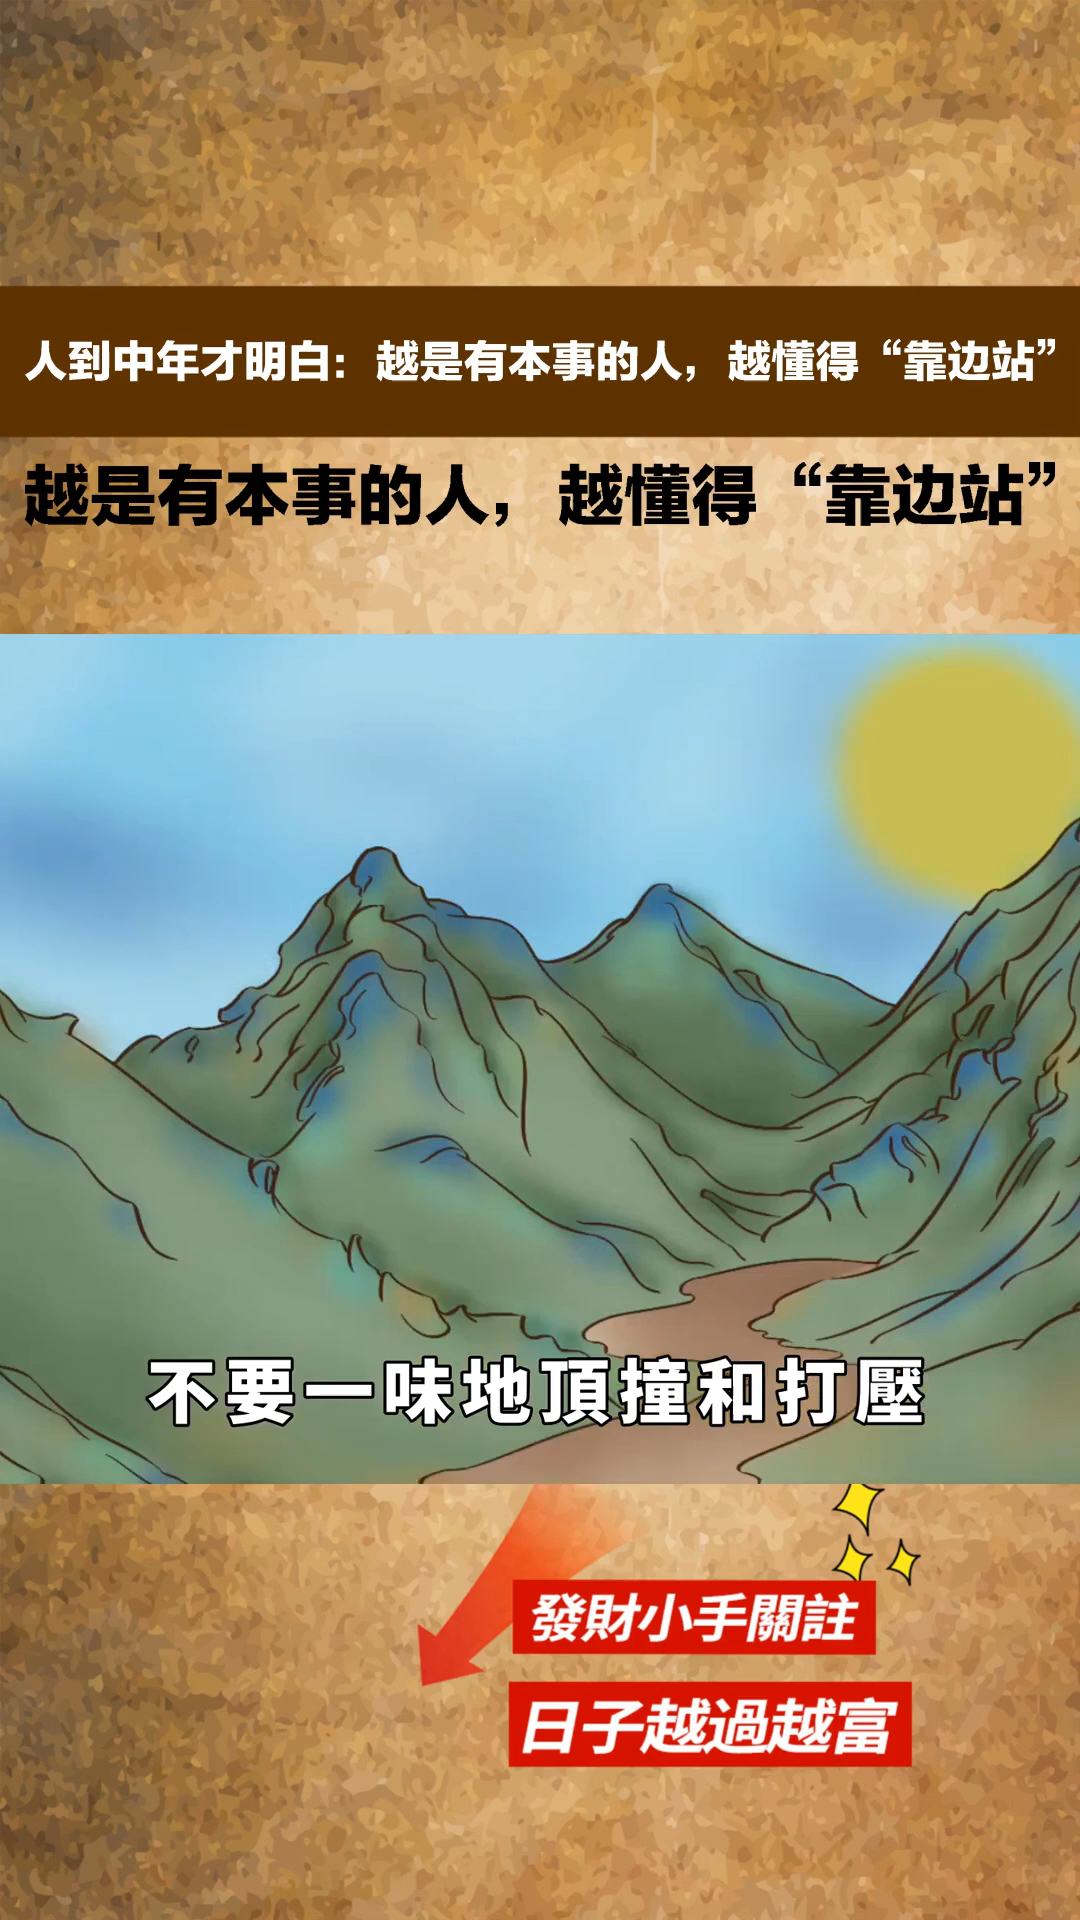 人到中年才明白：越是有本事的人，越懂得“靠边站”
越是有本事的人，越懂得“靠边站”
不要一味地頂撞和打壓
發財小手關註
日子越過越富